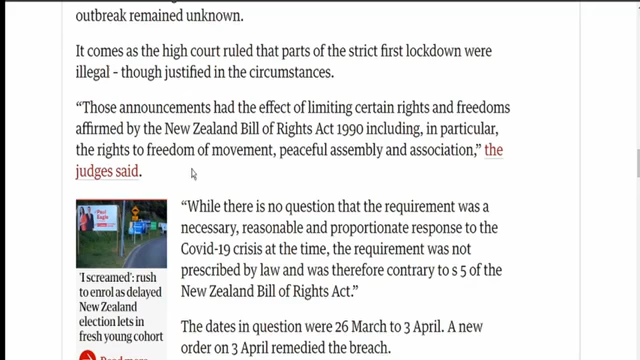 outbreak remained unknown.
It comes as the high court ruled that parts of the strict first lockdown were
illegal – though justified in the circumstances.
“Those announcements had the effect of limiting certain rights and freedoms
affirmed by the New Zealand Bill of Rights Act 1990 including, in particular,
the rights to freedom of movement, peaceful assembly and association,” the
judges said.
“While there is no question that the requirement was a
necessary, reasonable and proportionate response to the
Covid-19 crisis at the time, the requirement was not
prescribed by law and was therefore contrary to s 5 of the
New Zealand Bill of Rights Act.”
Paul
Eagle
'I screamed': rush
to enrol as delayed
New Zealand
election lets in
fresh young cohort
Read more
The dates in question were 26 March to 3 April. A new
order on 3 April remedied the breach.